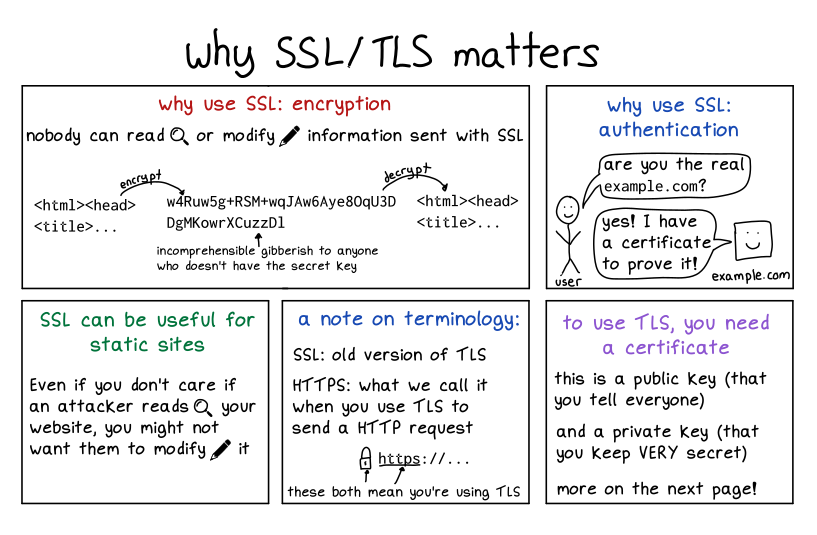 why SSL/TLS matters
why use SSL: encryption
nobody can read or modify information sent with SSL
encrypt
decrypt
<html><head>
<title>...
w4Ruw5g+RSM+wqJAw6Aye8OqU3D
DgMKowrXCuzzDl
<html><head>
<title>...
incomprehensible gibberish to anyone
who doesn't have the secret key
why use SSL:
authentication
are you the real
example.com?
yes! I have
a certificate
to prove it!
user
example.com
SSL can be useful for
static sites
Even if you don't care if
an attacker reads your
website, you might not
want them to modify it
a note on terminology:
SSL: old version of TLS
HTTPS: what we call it
when you use TLS to
send a HTTP request
https://...
these both mean you're using TLS
to use TLS, you need
a certificate
this is a public key (that
you tell everyone)
and a private key (that
you keep VERY secret)
more on the next page!